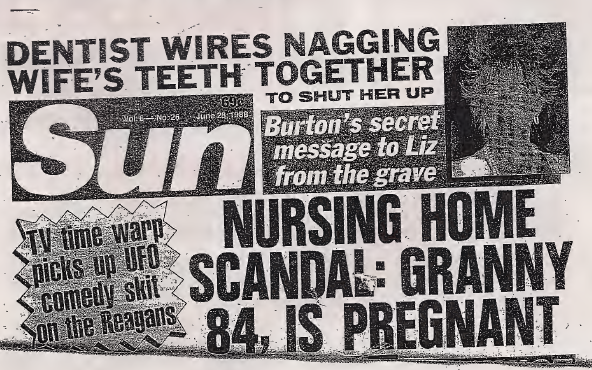 DENTIST WIRES NAGGING
WIFE'S TEETH TOGETHER
TO SHUT HER UP
69¢
Vol 6—No 26 June 28, 1988
Sun
Burton's secret
message to Liz
from the grave
TV time warp
picks up UFO
comedy skit
on the Reagans
NURSING HOME
SCANDAL: GRANNY
84, IS PREGNANT